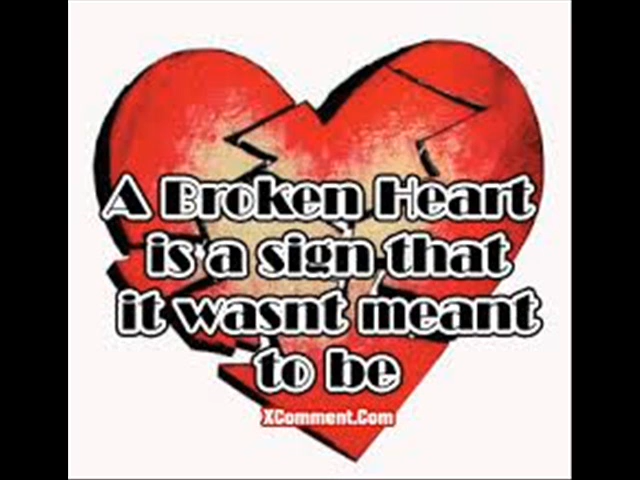 A Broken Heart
is a sign that
it wasnt meant
to be
XComment.Com